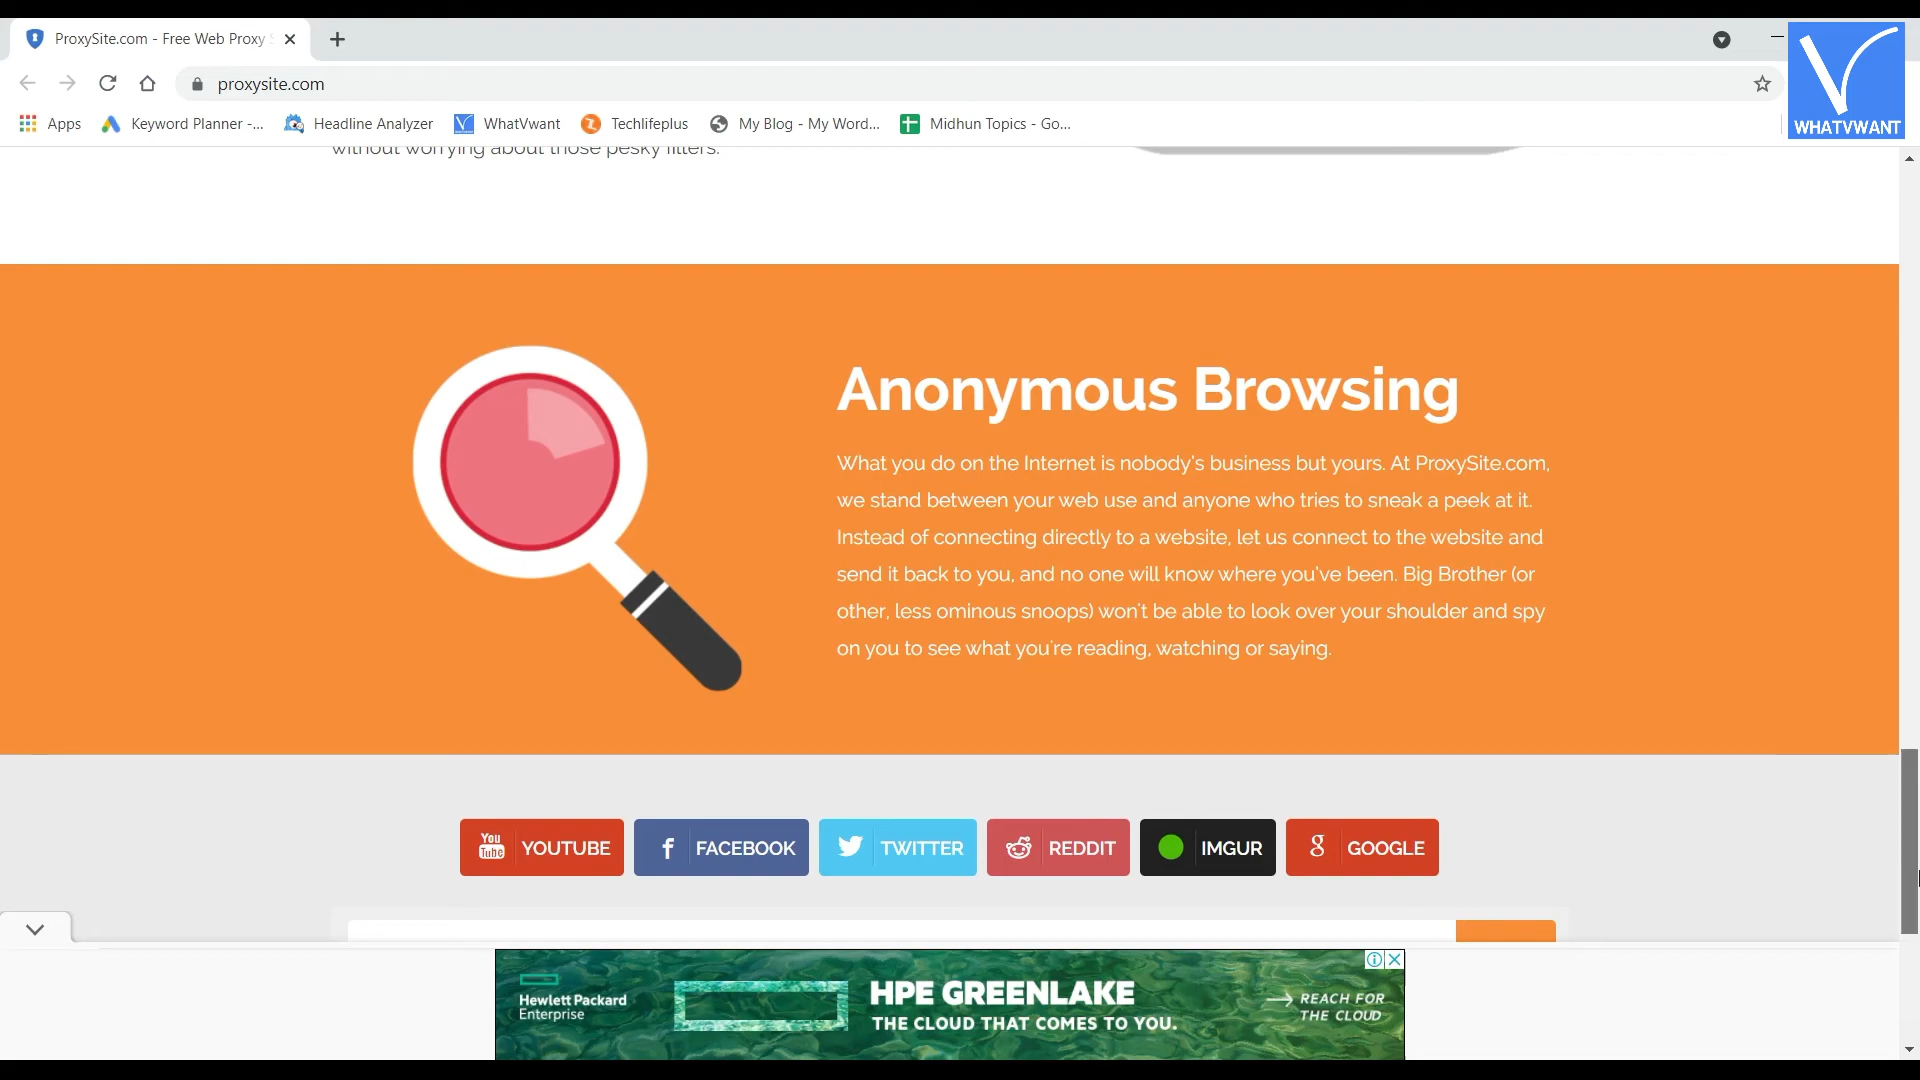 ProxySite.com - Free Web Proxy
proxysite.com
WHATVWANT
Apps
Keyword Planner -...
Headline Analyzer
WhatVwant
Techlifeplus
My Blog - My Word...
Midhun Topics - Go...
without worrying about those pesky filters.
Anonymous Browsing
What you do on the Internet is nobody's business but yours. At ProxySite.com,
we stand between your web use and anyone who tries to sneak a peek at it.
Instead of connecting directly to a website, let us connect to the website and
send it back to you, and no one will know where you've been. Big Brother (or
other, less ominous snoops) won't be able to look over your shoulder and spy
on you to see what you're reading, watching or saying.
You Tube YOUTUBE
f FACEBOOK
TWITTER
REDDIT
IMGUR
g GOOGLE
Hewlett Packard
Enterprise
HPE GREENLAKE
THE CLOUD THAT COMES TO YOU.
REACH FOR
THE CLOUD